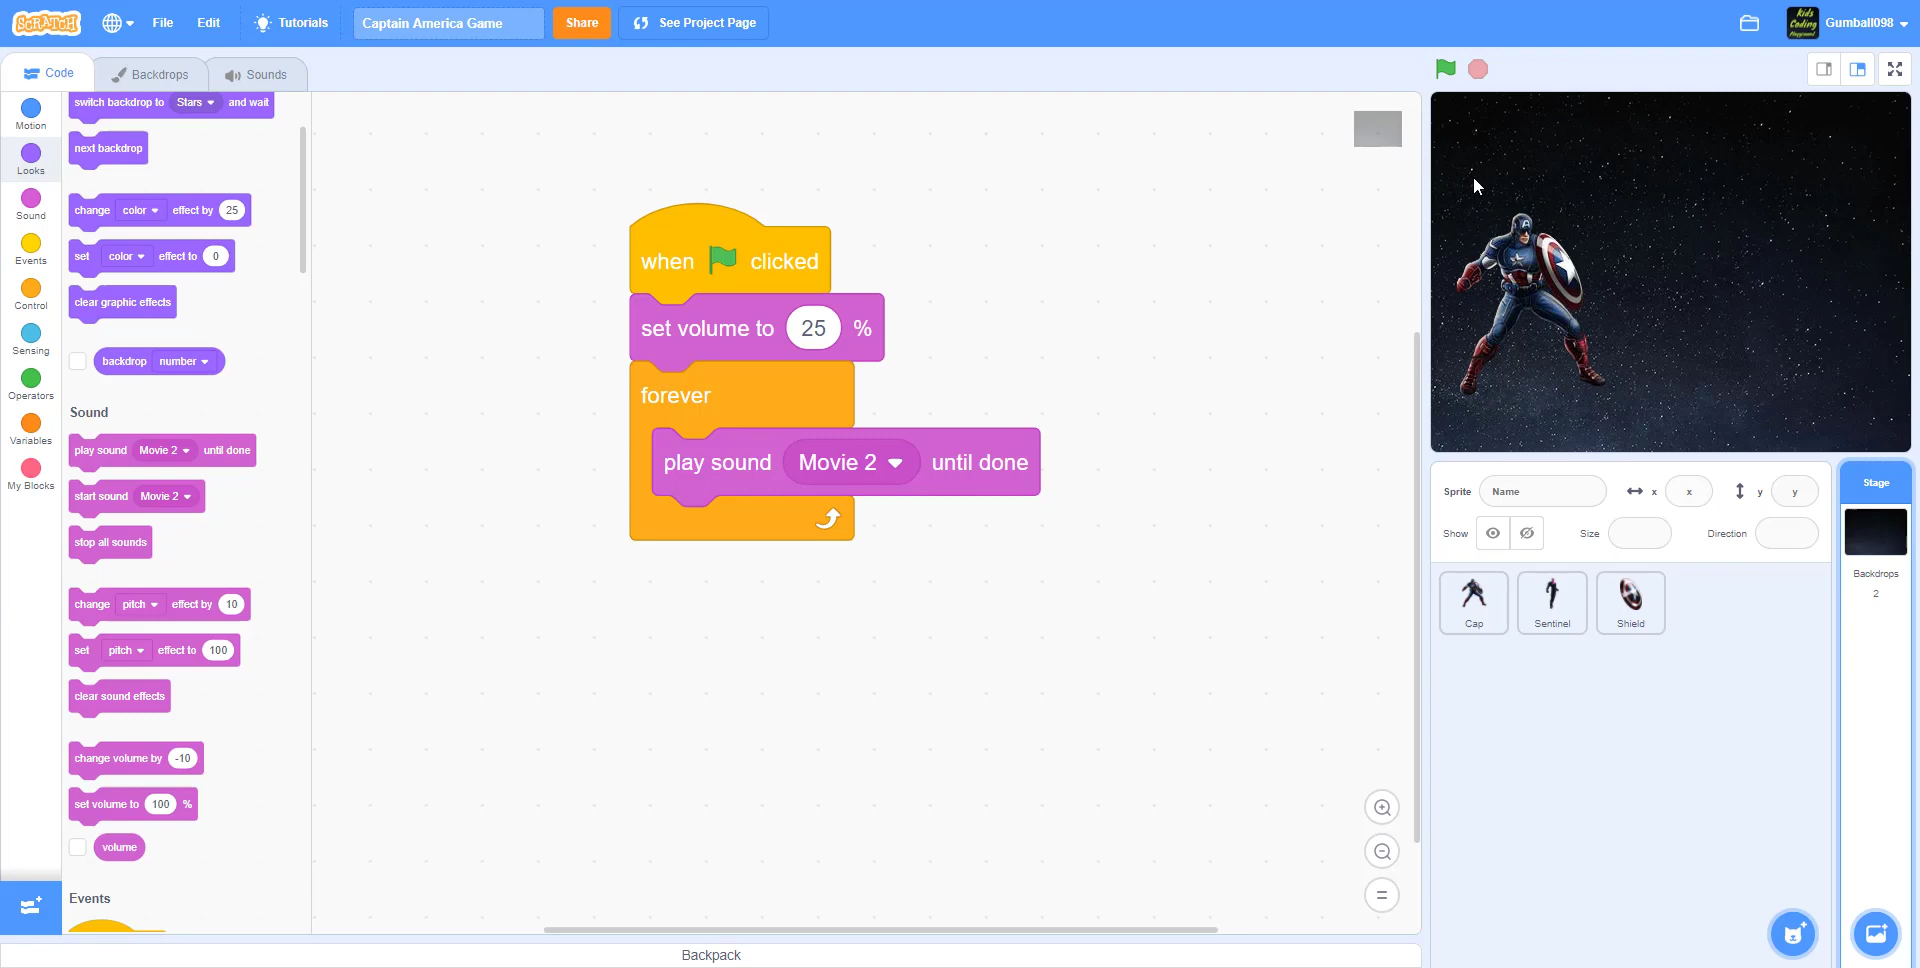 SCRATCH File Edit Tutorials Captain America Game Share See Project Page Kids Coding Playground Gumball098
Code Backdrops Sounds
Motion
Looks
Sound
Events
Control
Sensing
Operators
Variables
My Blocks
switch backdrop to Stars and wait
next backdrop
change color effect by 25
set color effect to 0
clear graphic effects
backdrop number
Sound
play sound Movie 2 until done
start sound Movie 2
stop all sounds
change pitch effect by 10
set pitch effect to 100
clear sound effects
change volume by -10
set volume to 100 %
volume
Events
when clicked
set volume to 25 %
forever
play sound Movie 2 until done
Backpack
Sprite Name x x y y
Show Size Direction
Cap Sentinel Shield
Stage
Backdrops
2